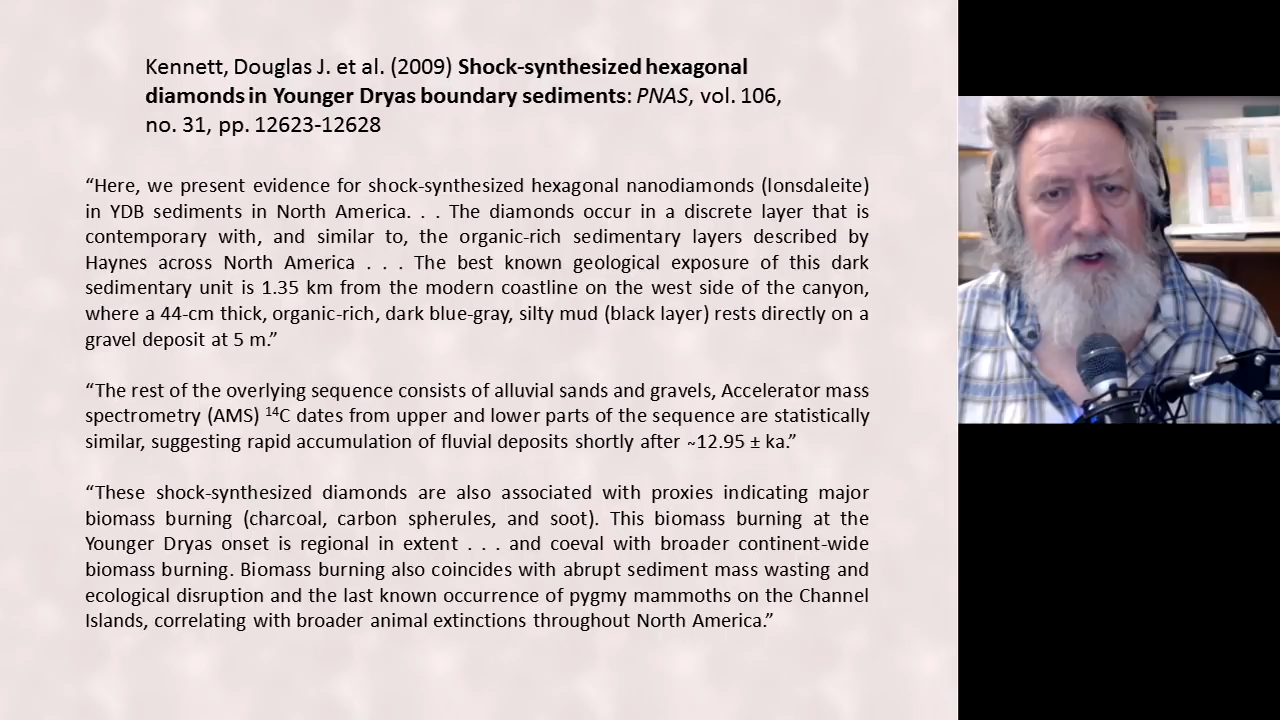 Kennett, Douglas J. et al. (2009) Shock-synthesized hexagonal
diamonds in Younger Dryas boundary sediments: PNAS, vol. 106,
no. 31, pp. 12623-12628
“Here, we present evidence for shock-synthesized hexagonal nanodiamonds (lonsdaleite)
in YDB sediments in North America. . . The diamonds occur in a discrete layer that is
contemporary with, and similar to, the organic-rich sedimentary layers described by
Haynes across North America . . . The best known geological exposure of this dark
sedimentary unit is 1.35 km from the modern coastline on the west side of the canyon,
where a 44-cm thick, organic-rich, dark blue-gray, silty mud (black layer) rests directly on a
gravel deposit at 5 m.”
“The rest of the overlying sequence consists of alluvial sands and gravels, Accelerator mass
spectrometry (AMS) ¹⁴C dates from upper and lower parts of the sequence are statistically
similar, suggesting rapid accumulation of fluvial deposits shortly after ~12.95 ± ka.”
“These shock-synthesized diamonds are also associated with proxies indicating major
biomass burning (charcoal, carbon spherules, and soot). This biomass burning at the
Younger Dryas onset is regional in extent . . . and coeval with broader continent-wide
biomass burning. Biomass burning also coincides with abrupt sediment mass wasting and
ecological disruption and the last known occurrence of pygmy mammoths on the Channel
Islands, correlating with broader animal extinctions throughout North America.”